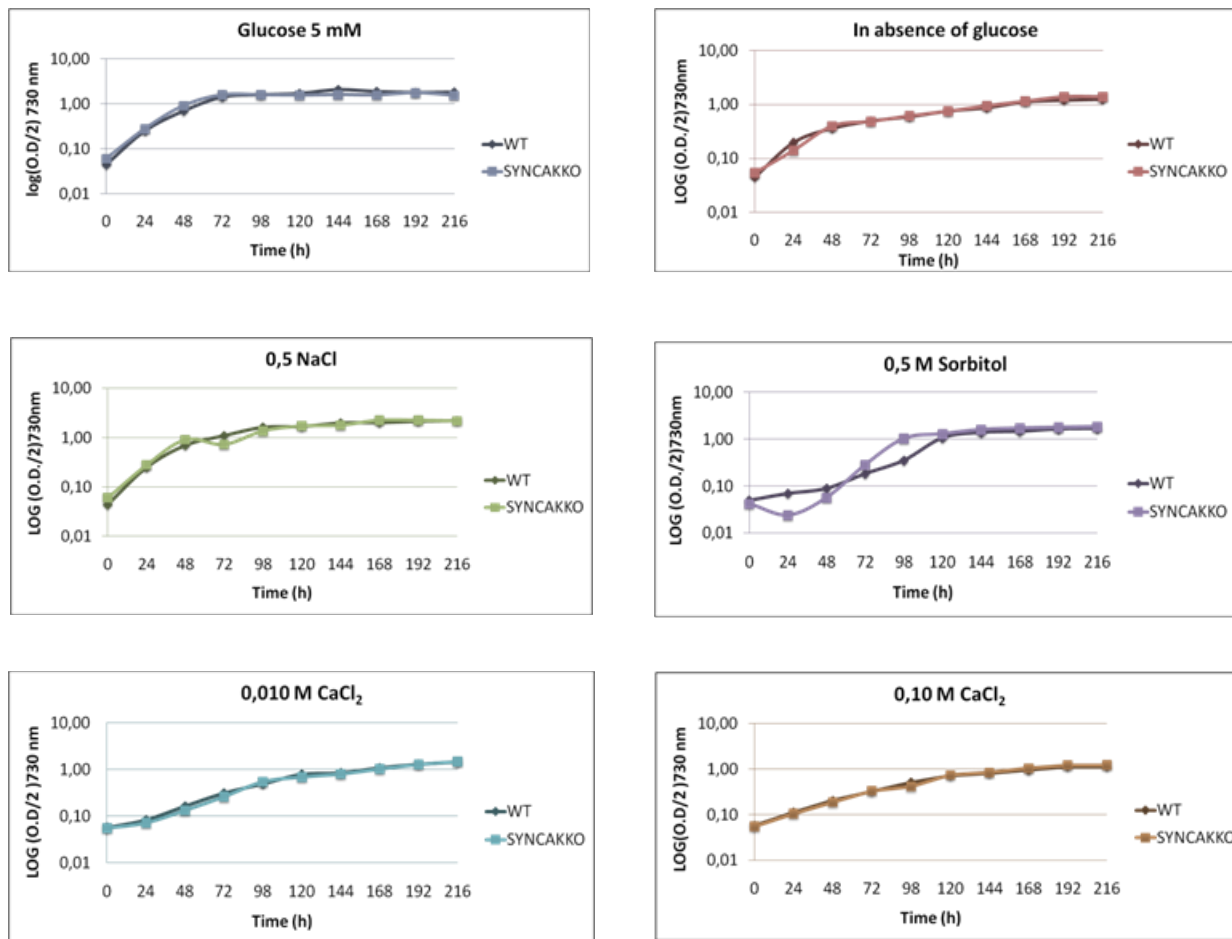 Glucose 5 mM
log(O.D/2) 730 nm
10,00
1,00
0,10
0,01
0 24 48 72 98 120 144 168 192 216
Time (h)
WT
SYNCAKKO
In absence of glucose
LOG (O.D./2)730nm
10,00
1,00
0,10
0,01
0 24 48 72 98 120 144 168 192 216
Time (h)
WT
SYNCAKKO
0,5 NaCl
LOG (O.D./2)730nm
10,00
1,00
0,10
0,01
0 24 48 72 98 120 144 168 192 216
Time (h)
WT
SYNCAKKO
0,5 M Sorbitol
LOG (O.D./2)730nm
10,00
1,00
0,10
0,01
0 24 48 72 98 120 144 168 192 216
Time (h)
WT
SYNCAKKO
0,010 M CaCl₂
LOG (O.D/2 )730 nm
10,00
1,00
0,10
0,01
0 24 48 72 98 120 144 168 192 216
Time (h)
WT
SYNCAKKO
0,10 M CaCl₂
LOG(O.D/2 )730 nm
10,00
1,00
0,10
0,01
0 24 48 72 98 120 144 168 192 216
Time (h)
WT
SYNCAKKO